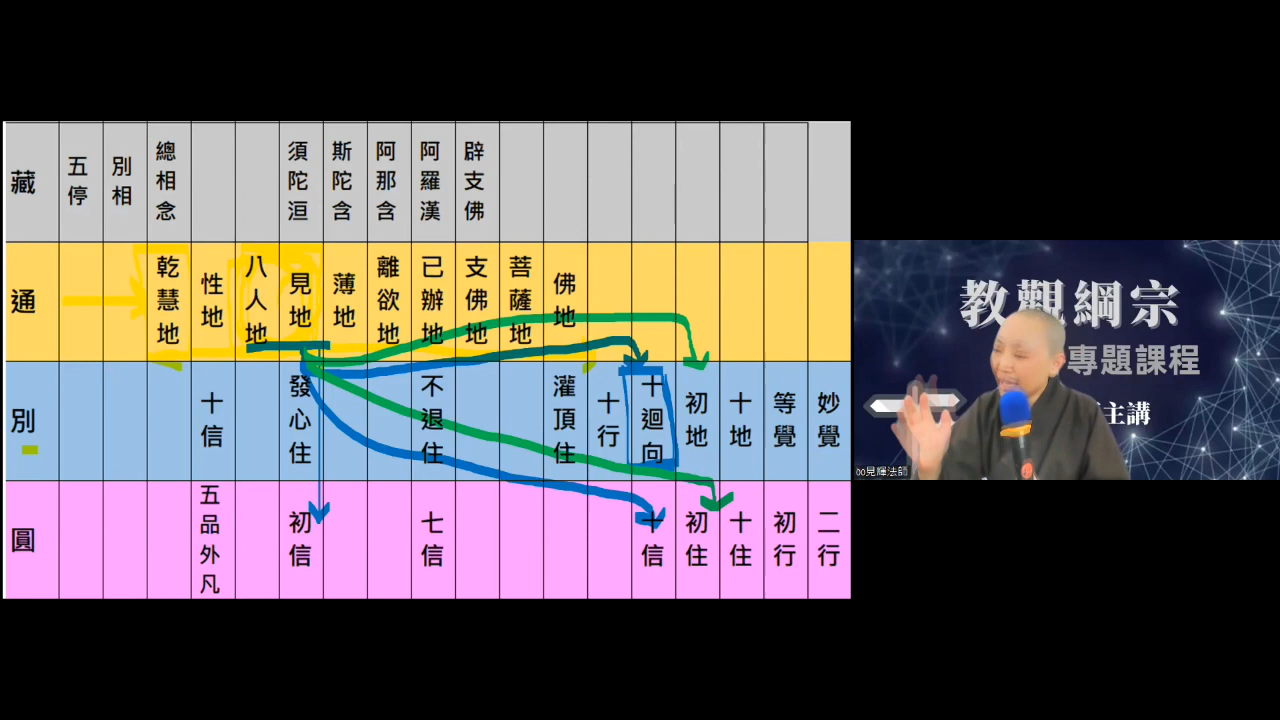 藏
五停
別相
總相念
須陀洹
斯陀含
阿那含
阿羅漢
辟支佛
通
乾慧地
性地
八人地
見地
薄地
離欲地
已辦地
支佛地
菩薩地
佛地
別
十信
發心住
不退住
灌頂住
十行
十迴向
初地
十地
等覺
妙覺
圓
五品外凡
初信
七信
十信
初住
十住
初行
二行
教觀綱宗
專題課程
主講
見輝法師